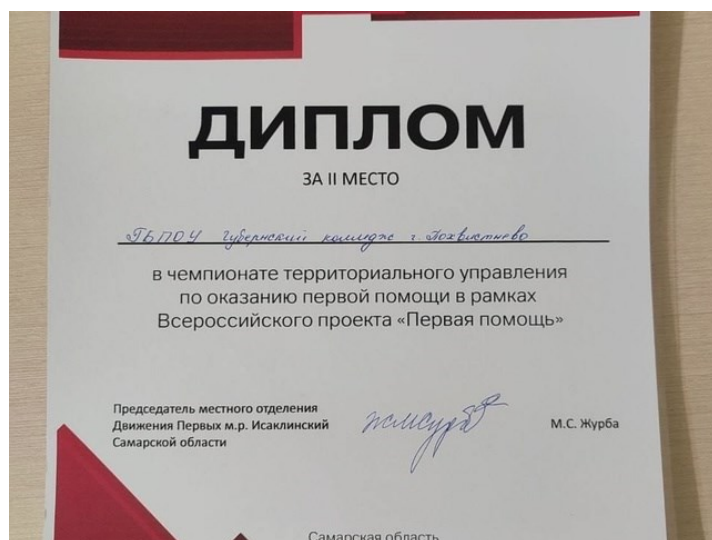 ДИПЛОМ
ЗА II МЕСТО
ГБПОУ Губернский колледж г. Похвистнево
в чемпионате территориального управления
по оказанию первой помощи в рамках
Всероссийского проекта «Первая помощь»
Председатель местного отделения
Движения Первых м.р. Исаклинский
Самарской области
М.С. Журба
Самарская область